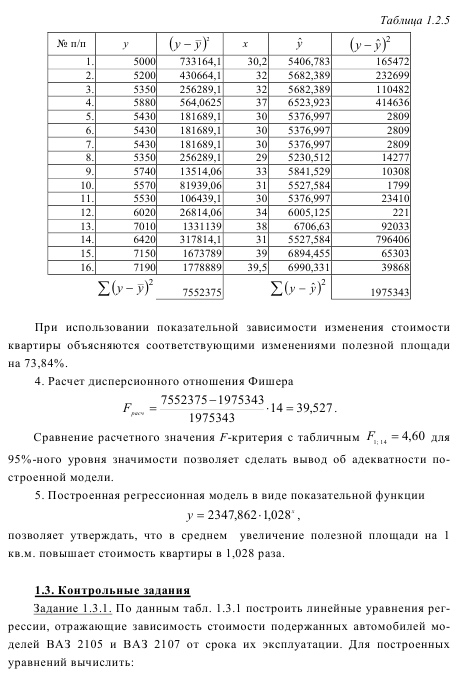 Таблица 1.2.5
№ п/п y (y − ȳ)² x ŷ (y − ŷ)²
1. 5000 733164,1 30,2 5406,783 165472
2. 5200 430664,1 32 5682,389 232699
3. 5350 256289,1 32 5682,389 110482
4. 5880 564,0625 37 6523,923 414636
5. 5430 181689,1 30 5376,997 2809
6. 5430 181689,1 30 5376,997 2809
7. 5430 181689,1 30 5376,997 2809
8. 5350 256289,1 29 5230,512 14277
9. 5740 13514,06 33 5841,529 10308
10. 5570 81939,06 31 5527,584 1799
11. 5530 106439,1 30 5376,997 23410
12. 6020 26814,06 34 6005,125 221
13. 7010 1331139 38 6706,63 92033
14. 6420 317814,1 31 5527,584 796406
15. 7150 1673789 39 6894,455 65303
16. 7190 1778889 39,5 6990,331 39868
∑(y − ȳ)² 7552375 ∑(y − ŷ)² 1975343
При использовании показательной зависимости изменения стоимости
квартиры объясняются соответствующими изменениями полезной площади
на 73,84%.
4. Расчет дисперсионного отношения Фишера
F расч = (7552375 − 1975343) / 1975343 · 14 = 39,527 .
Сравнение расчетного значения F-критерия с табличным F 1; 14 = 4,60 для
95%-ного уровня значимости позволяет сделать вывод об адекватности по-
строенной модели.
5. Построенная регрессионная модель в виде показательной функции
y = 2347,862 · 1,028ˣ ,
позволяет утверждать, что в среднем увеличение полезной площади на 1
кв.м. повышает стоимость квартиры в 1,028 раза.
1.3. Контрольные задания
Задание 1.3.1. По данным табл. 1.3.1 построить линейные уравнения рег-
рессии, отражающие зависимость стоимости подержанных автомобилей мо-
делей ВАЗ 2105 и ВАЗ 2107 от срока их эксплуатации. Для построенных
уравнений вычислить: